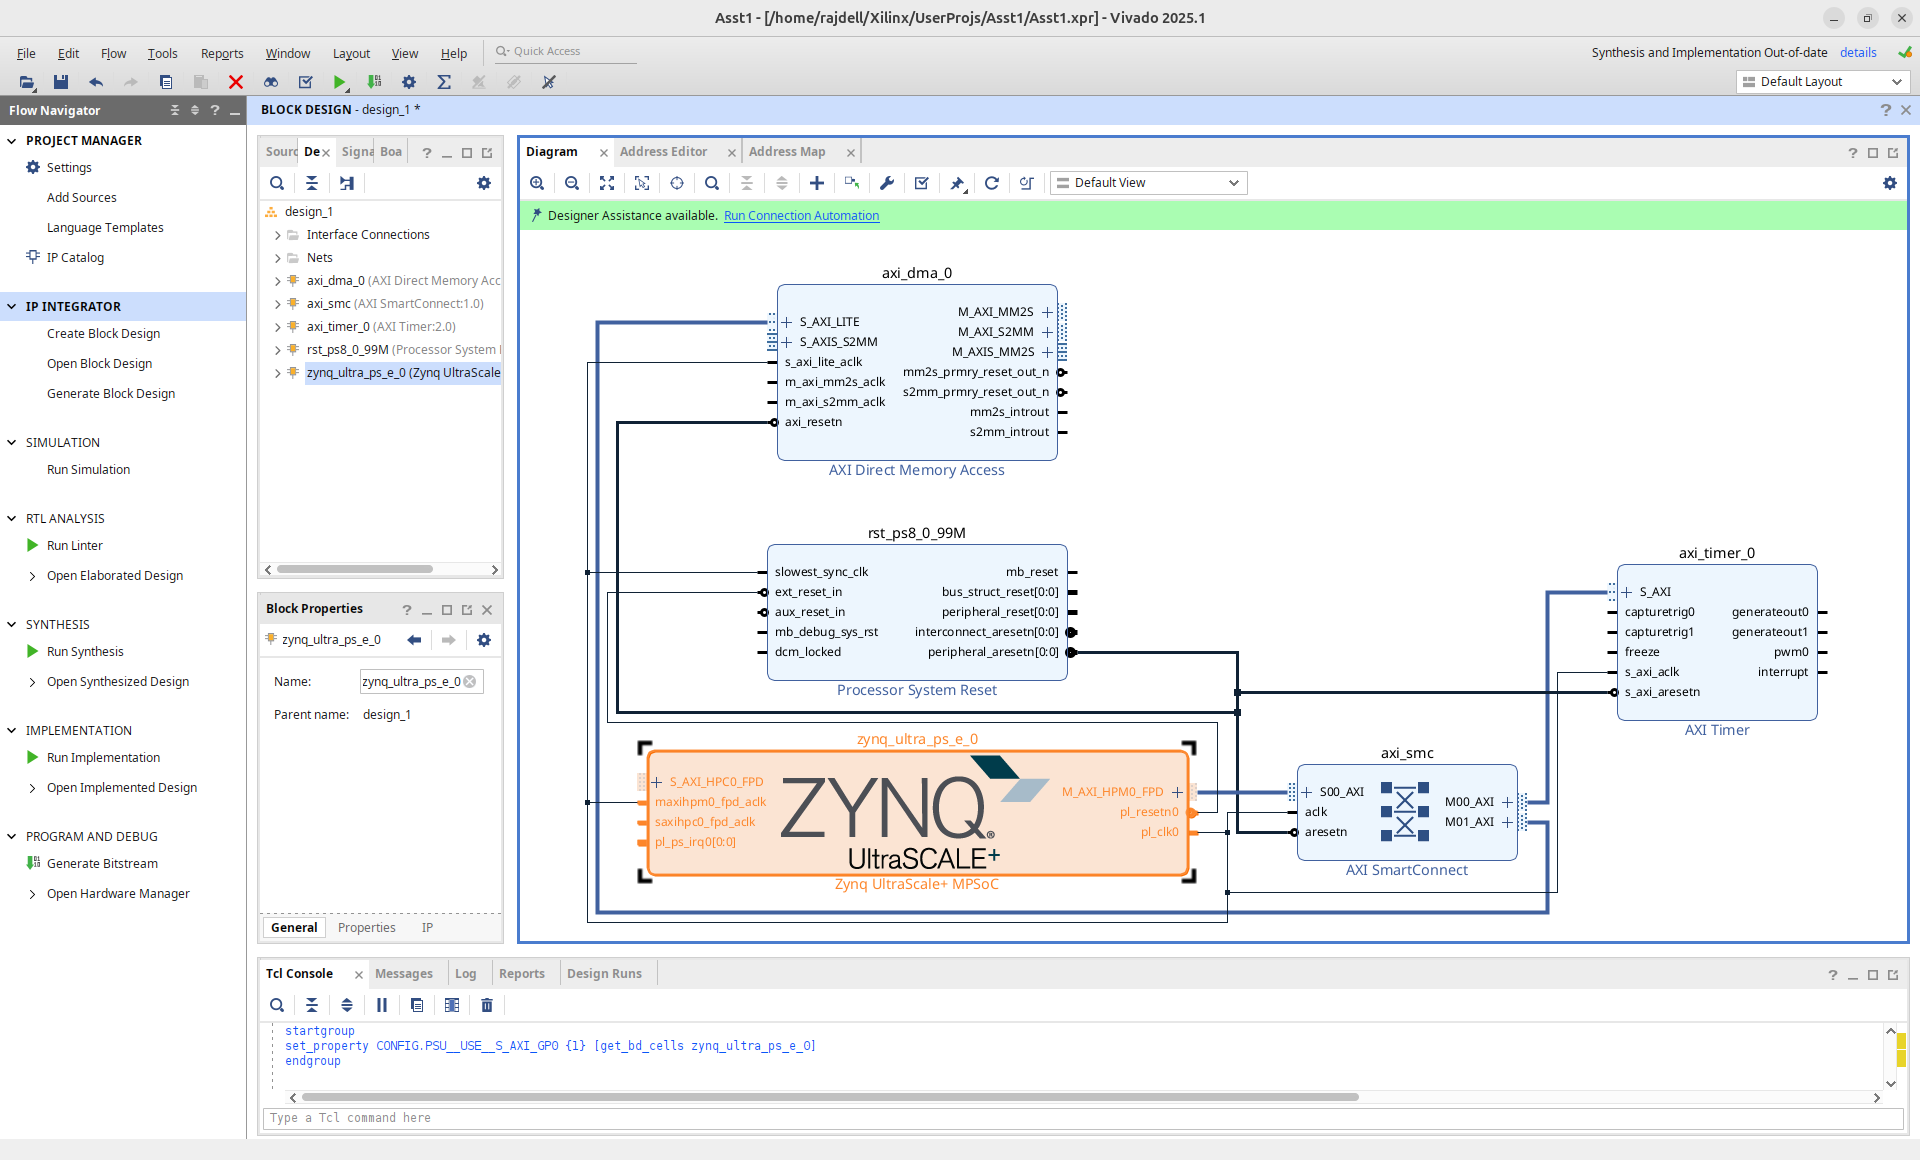 Asst1 - [/home/rajdell/Xilinx/UserProjs/Asst1/Asst1.xpr] - Vivado 2025.1
File Edit Flow Tools Reports Window Layout View Help Quick Access
Synthesis and Implementation Out-of-date details
Default Layout
Flow Navigator
PROJECT MANAGER
Settings
Add Sources
Language Templates
IP Catalog
IP INTEGRATOR
Create Block Design
Open Block Design
Generate Block Design
SIMULATION
Run Simulation
RTL ANALYSIS
Run Linter
Open Elaborated Design
SYNTHESIS
Run Synthesis
Open Synthesized Design
IMPLEMENTATION
Run Implementation
Open Implemented Design
PROGRAM AND DEBUG
Generate Bitstream
Open Hardware Manager
BLOCK DESIGN - design_1 *
Sourc De Signa Boa
design_1
Interface Connections
Nets
axi_dma_0 (AXI Direct Memory Acc
axi_smc (AXI SmartConnect:1.0)
axi_timer_0 (AXI Timer:2.0)
rst_ps8_0_99M (Processor System
zynq_ultra_ps_e_0 (Zynq UltraScale
Block Properties
zynq_ultra_ps_e_0
Name: zynq_ultra_ps_e_0
Parent name: design_1
General Properties IP
Diagram Address Editor Address Map
Default View
Designer Assistance available. Run Connection Automation
axi_dma_0
S_AXI_LITE
S_AXIS_S2MM
s_axi_lite_aclk
m_axi_mm2s_aclk
m_axi_s2mm_aclk
axi_resetn
M_AXI_MM2S
M_AXI_S2MM
M_AXIS_MM2S
mm2s_prmry_reset_out_n
s2mm_prmry_reset_out_n
mm2s_introut
s2mm_introut
AXI Direct Memory Access
rst_ps8_0_99M
slowest_sync_clk
ext_reset_in
aux_reset_in
mb_debug_sys_rst
dcm_locked
mb_reset
bus_struct_reset[0:0]
peripheral_reset[0:0]
interconnect_aresetn[0:0]
peripheral_aresetn[0:0]
Processor System Reset
zynq_ultra_ps_e_0
S_AXI_HPC0_FPD
maxihpm0_fpd_aclk
saxihpc0_fpd_aclk
pl_ps_irq0[0:0]
ZYNQ®
UltraSCALE+
M_AXI_HPM0_FPD
pl_resetn0
pl_clk0
Zynq UltraScale+ MPSoC
axi_smc
S00_AXI
aclk
aresetn
M00_AXI
M01_AXI
AXI SmartConnect
axi_timer_0
S_AXI
capturetrig0
capturetrig1
freeze
s_axi_aclk
s_axi_aresetn
generateout0
generateout1
pwm0
interrupt
AXI Timer
Tcl Console Messages Log Reports Design Runs
startgroup
set_property CONFIG.PSU__USE__S_AXI_GP0 {1} [get_bd_cells zynq_ultra_ps_e_0]
endgroup
Type a Tcl command here